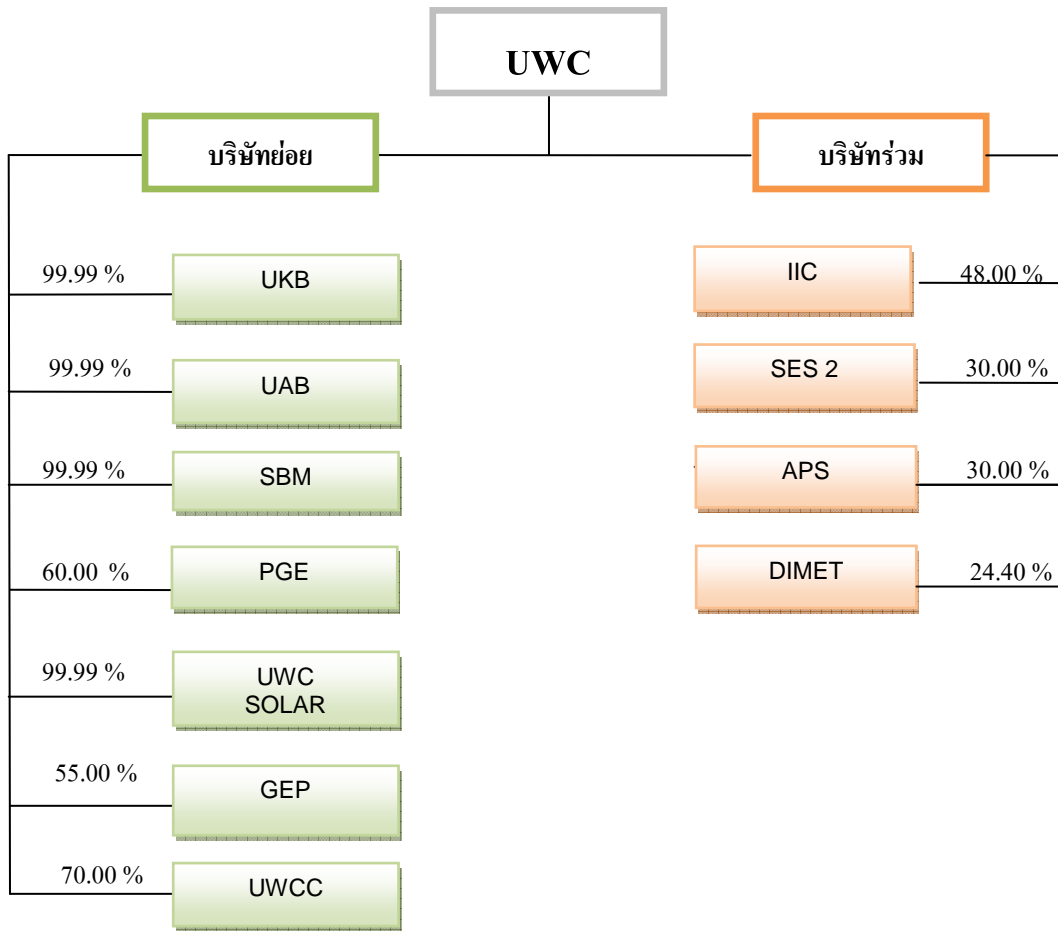 UWC
บริษัทย่อย
บริษัทร่วม
99.99 %
UKB
99.99 %
UAB
99.99 %
SBM
60.00 %
PGE
99.99 %
UWC
SOLAR
55.00 %
GEP
70.00 %
UWCC
IIC
48.00 %
SES 2
30.00 %
APS
30.00 %
DIMET
24.40 %